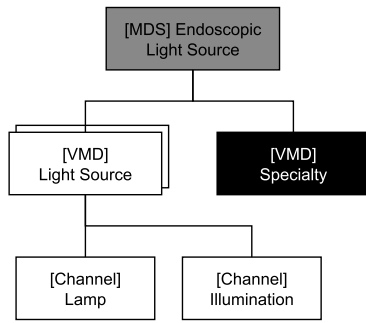 [MDS] Endoscopic
Light Source
[VMD]
Light Source
[VMD]
Specialty
[Channel]
Lamp
[Channel]
Illumination